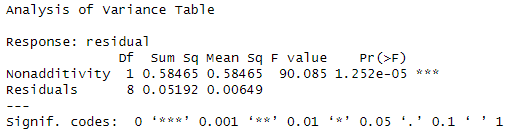 Analysis of Variance Table
Response: residual
Df Sum Sq Mean Sq F value Pr(>F)
Nonadditivity 1 0.58465 0.58465 90.085 1.252e-05 ***
Residuals 8 0.05192 0.00649
---
Signif. codes: 0 ‘***’ 0.001 ‘**’ 0.01 ‘*’ 0.05 ‘.’ 0.1 ‘ ’ 1